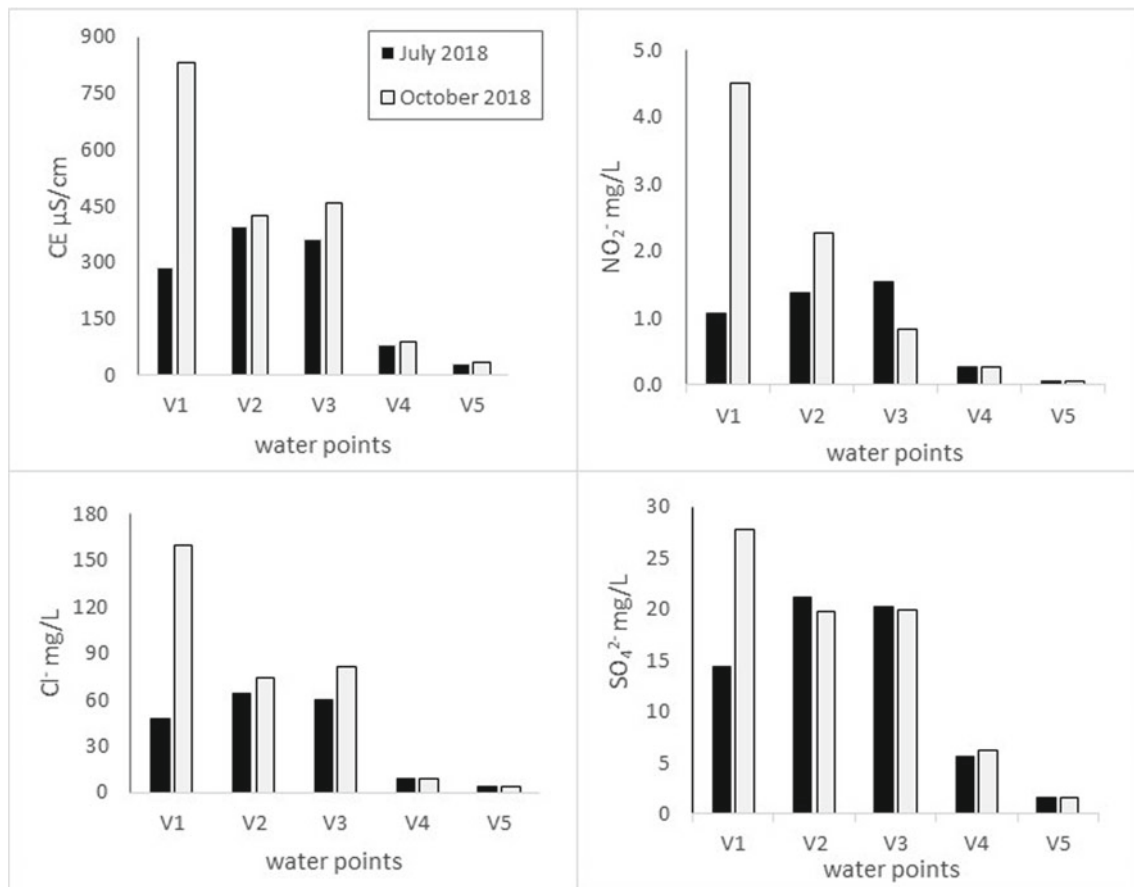 900
750
600
450
300
150
0
CE µS/cm
July 2018
October 2018
V1 V2 V3 V4 V5
water points
5.0
4.0
3.0
2.0
1.0
0.0
NO₂⁻ mg/L
V1 V2 V3 V4 V5
water points
180
150
120
90
60
30
0
Cl⁻ mg/L
V1 V2 V3 V4 V5
water points
30
25
20
15
10
5
0
SO₄²⁻ mg/L
V1 V2 V3 V4 V5
water points